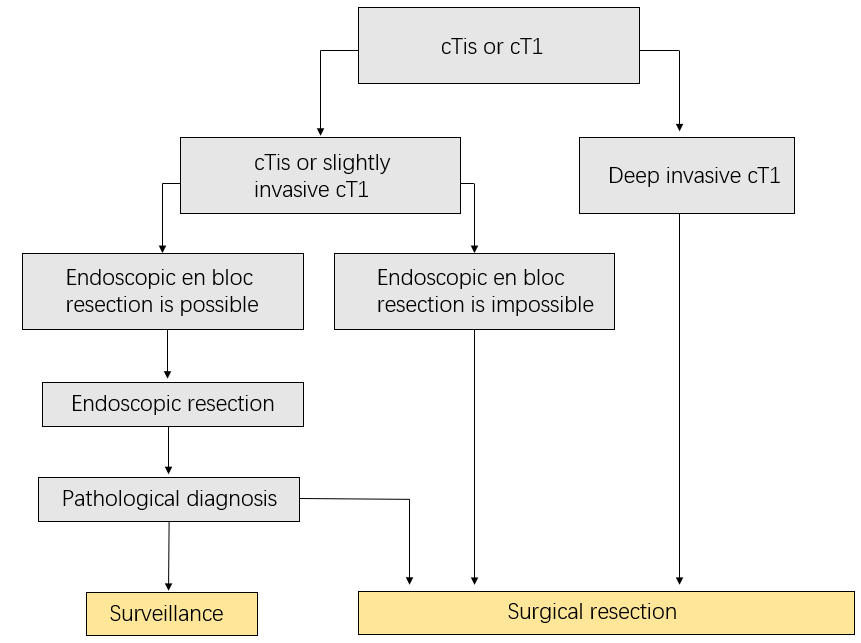 cTis or cT1
cTis or slightly
invasive cT1
Deep invasive cT1
Endoscopic en bloc
resection is possible
Endoscopic en bloc
resection is impossible
Endoscopic resection
Pathological diagnosis
Surveillance
Surgical resection